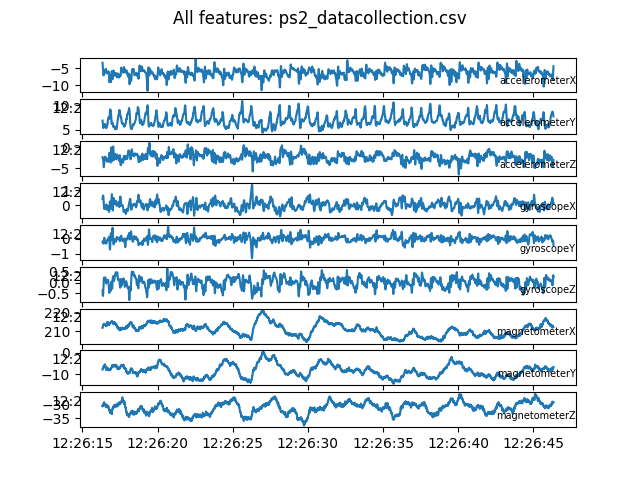 All features: ps2_datacollection.csv
−5
−10
accelerometerX
10
5
accelerometerY
0
−5
accelerometerZ
0
gyroscopeX
0
−1
gyroscopeY
0.5
0.0
−0.5
gyroscopeZ
220
210
magnetometerX
0
−10
magnetometerY
−30
−35
magnetometerZ
12:26:15 12:26:20 12:26:25 12:26:30 12:26:35 12:26:40 12:26:45